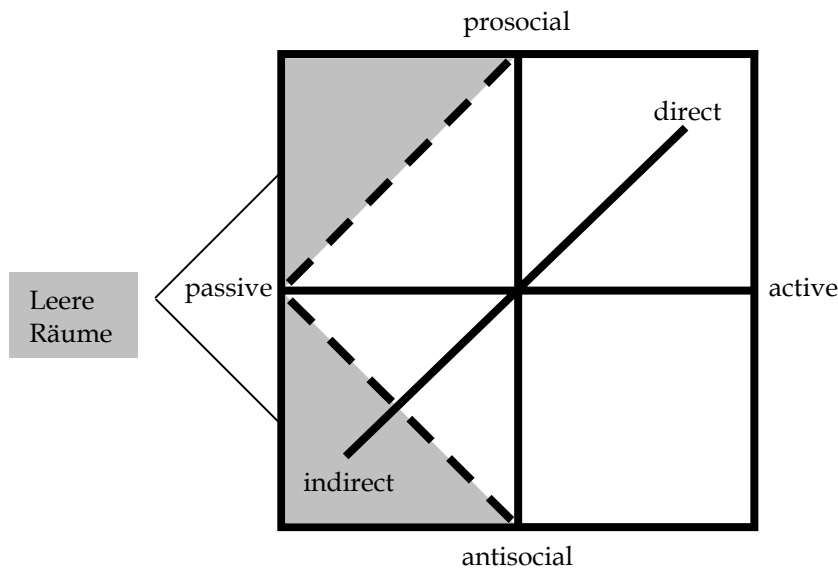 prosocial
direct
passive
active
Leere
Räume
indirect
antisocial